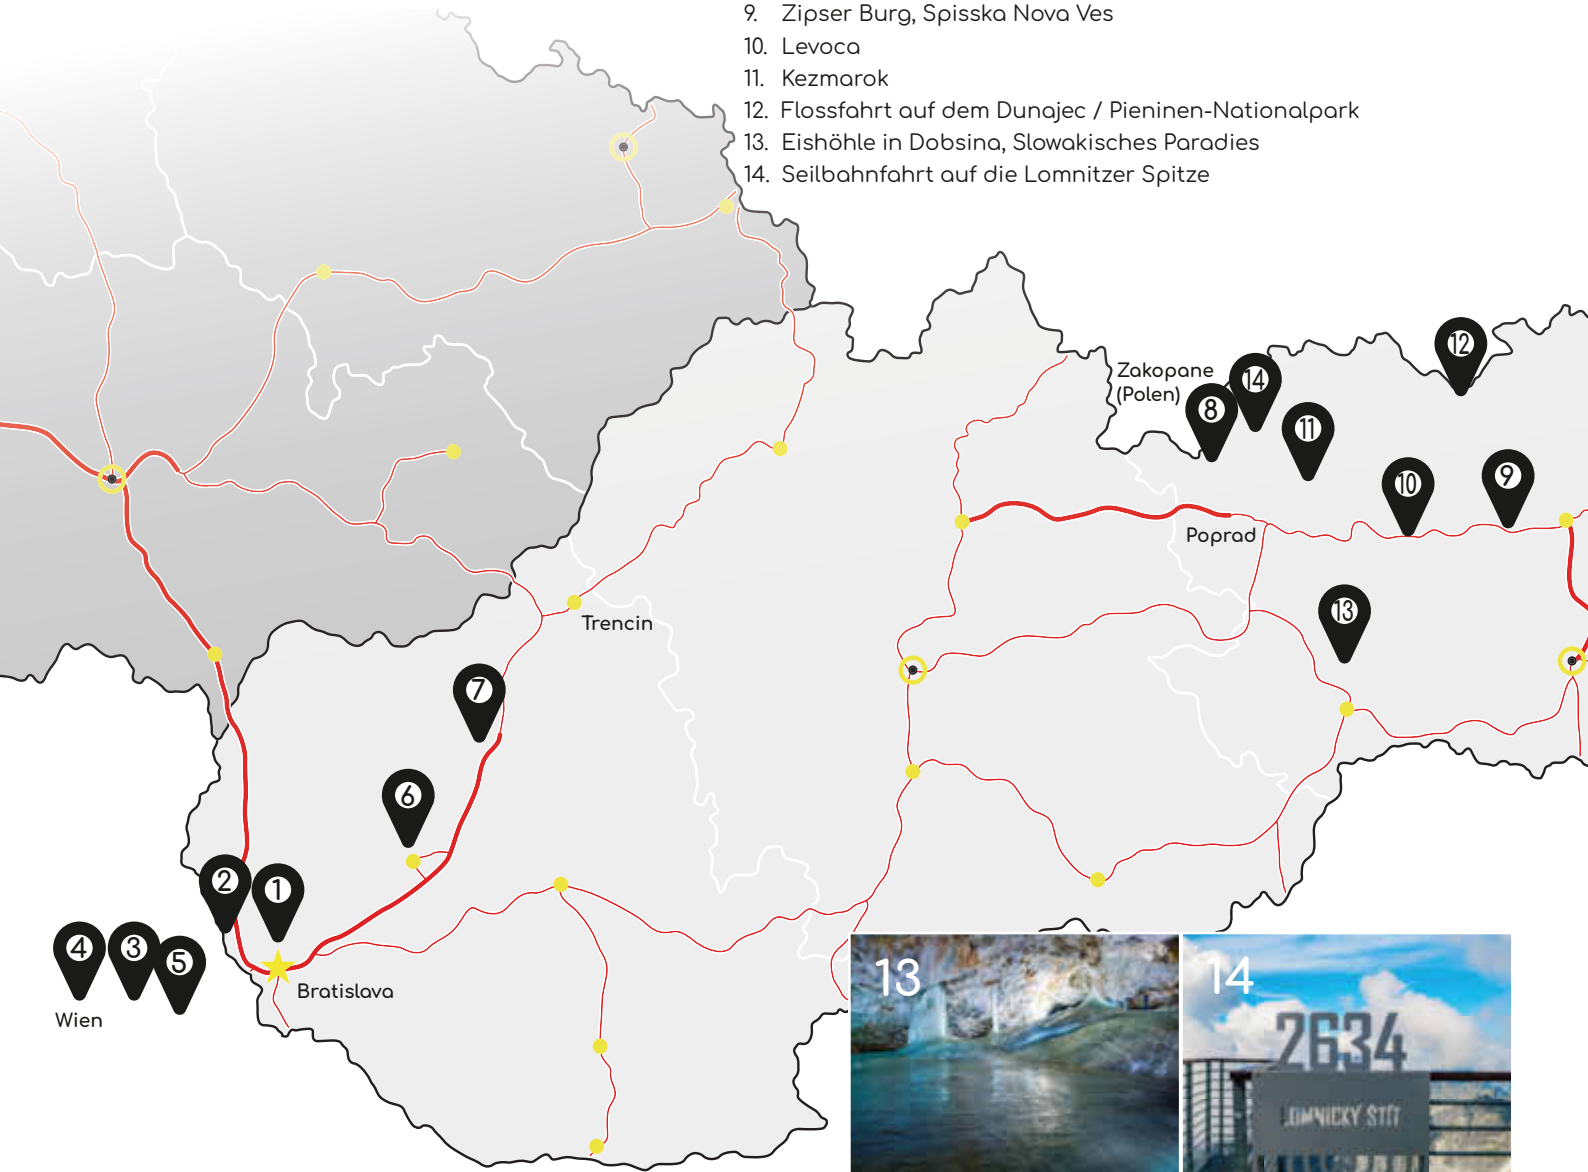 9. Zipser Burg, Spisska Nova Ves
10. Levoca
11. Kezmarok
12. Flossfahrt auf dem Dunajec / Pieninen-Nationalpark
13. Eishöhle in Dobsina, Slowakisches Paradies
14. Seilbahnfahrt auf die Lomnitzer Spitze
12
Zakopane
(Polen)
14
8
11
10
9
Poprad
13
Trencin
7
6
2
1
4
3
5
Wien
Bratislava
13
14
2634
LOMNICKÝ ŠTÍT